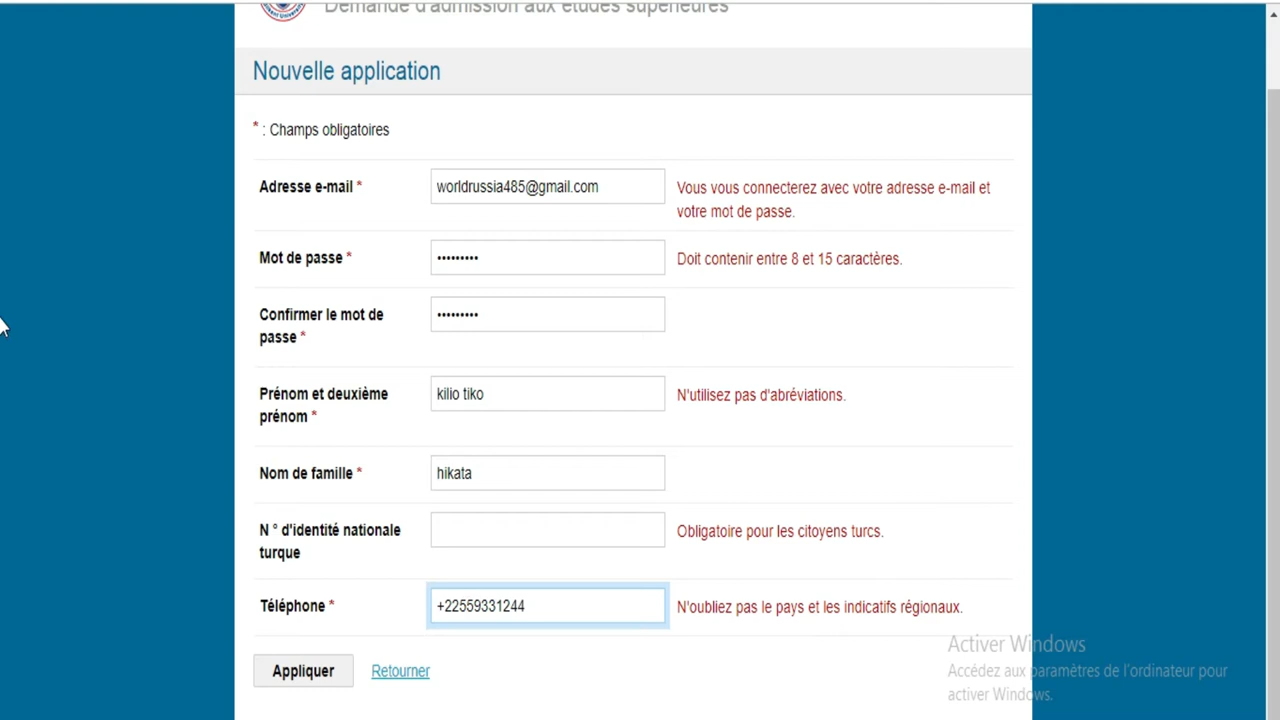 Demande d'admission aux études supérieures
Nouvelle application
* : Champs obligatoires
Adresse e-mail *
worldrussia485@gmail.com
Vous vous connecterez avec votre adresse e-mail et
votre mot de passe.
Mot de passe *
•••••••••
Doit contenir entre 8 et 15 caractères.
Confirmer le mot de
passe *
•••••••••
Prénom et deuxième
prénom *
kilio tiko
N'utilisez pas d'abréviations.
Nom de famille *
hikata
N ° d'identité nationale
turque
Obligatoire pour les citoyens turcs.
Téléphone *
+22559331244
N'oubliez pas le pays et les indicatifs régionaux.
Appliquer
Retourner
Activer Windows
Accédez aux paramètres de l'ordinateur pour
activer Windows.